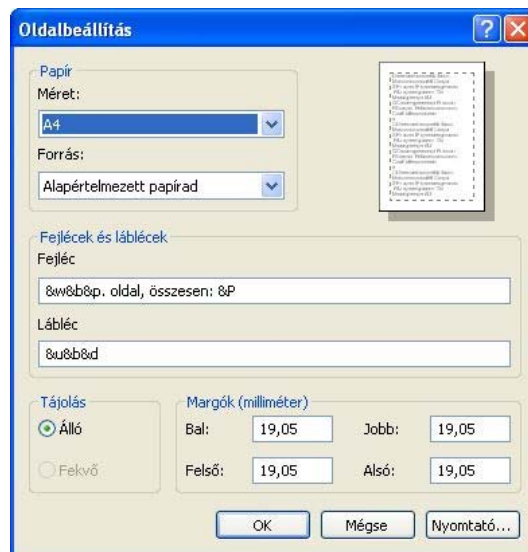 Oldalbeállítás
Papír
Méret:
A4
Forrás:
Alapértelmezett papírad
Fejlécek és láblécek
Fejléc
&w&b&p. oldal, összesen: &P
Lábléc
&u&b&d
Tájolás
Álló
Fekvő
Margók (milliméter)
Bal: 19,05 Jobb: 19,05
Felső: 19,05 Alsó: 19,05
OK Mégse Nyomtató...